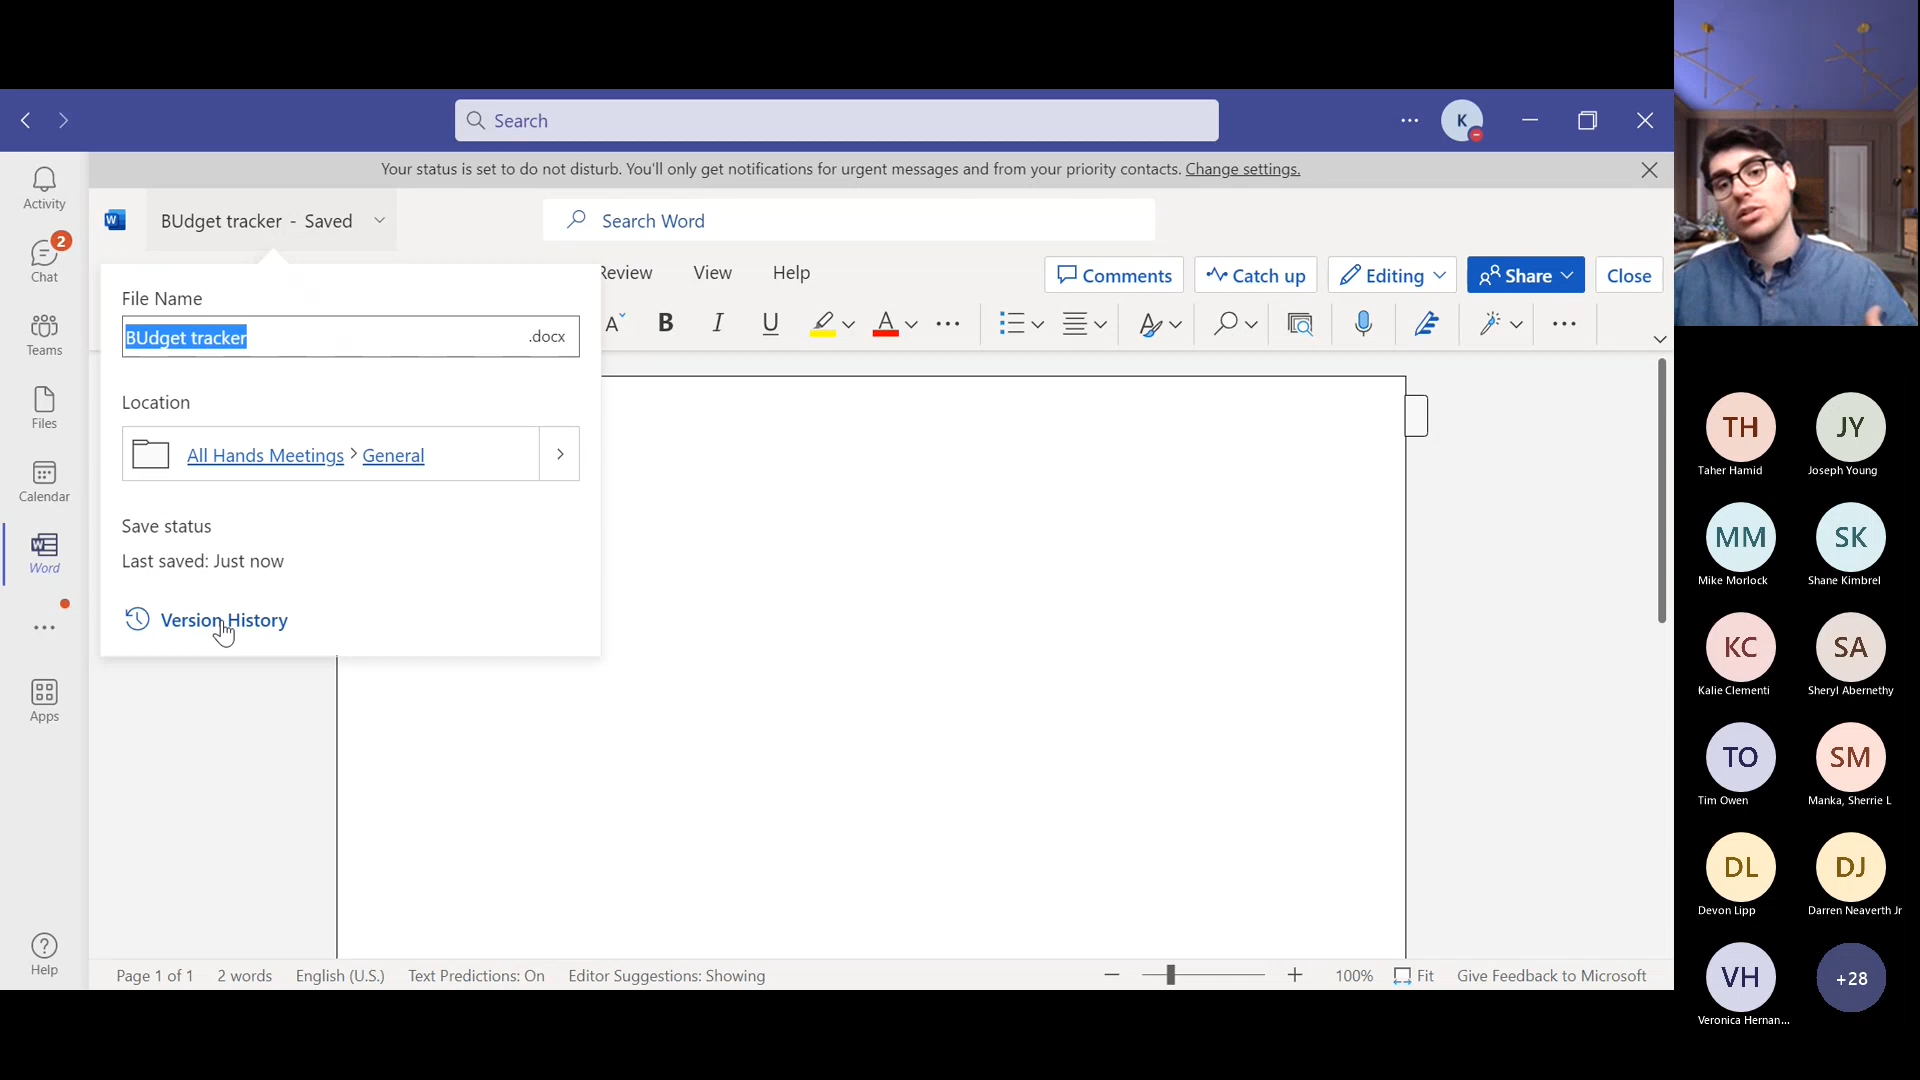 Search
K
Your status is set to do not disturb. You'll only get notifications for urgent messages and from your priority contacts. Change settings.
Activity
2
Chat
Teams
Files
Calendar
Word
Apps
Help
W
BUdget tracker - Saved
Search Word
Review
View
Help
Comments
Catch up
Editing
Share
Close
A
B
I
U
A
File Name
BUdget tracker
.docx
Location
All Hands Meetings > General
Save status
Last saved: Just now
Version History
Page 1 of 1
2 words
English (U.S.)
Text Predictions: On
Editor Suggestions: Showing
100%
Fit
Give Feedback to Microsoft
TH
Taher Hamid
JY
Joseph Young
MM
Mike Morlock
SK
Shane Kimbrel
KC
Kalie Clementi
SA
Sheryl Abernethy
TO
Tim Owen
SM
Manka, Sherrie L
DL
Devon Lipp
DJ
Darren Neaverth Jr
VH
Veronica Hernan...
+28